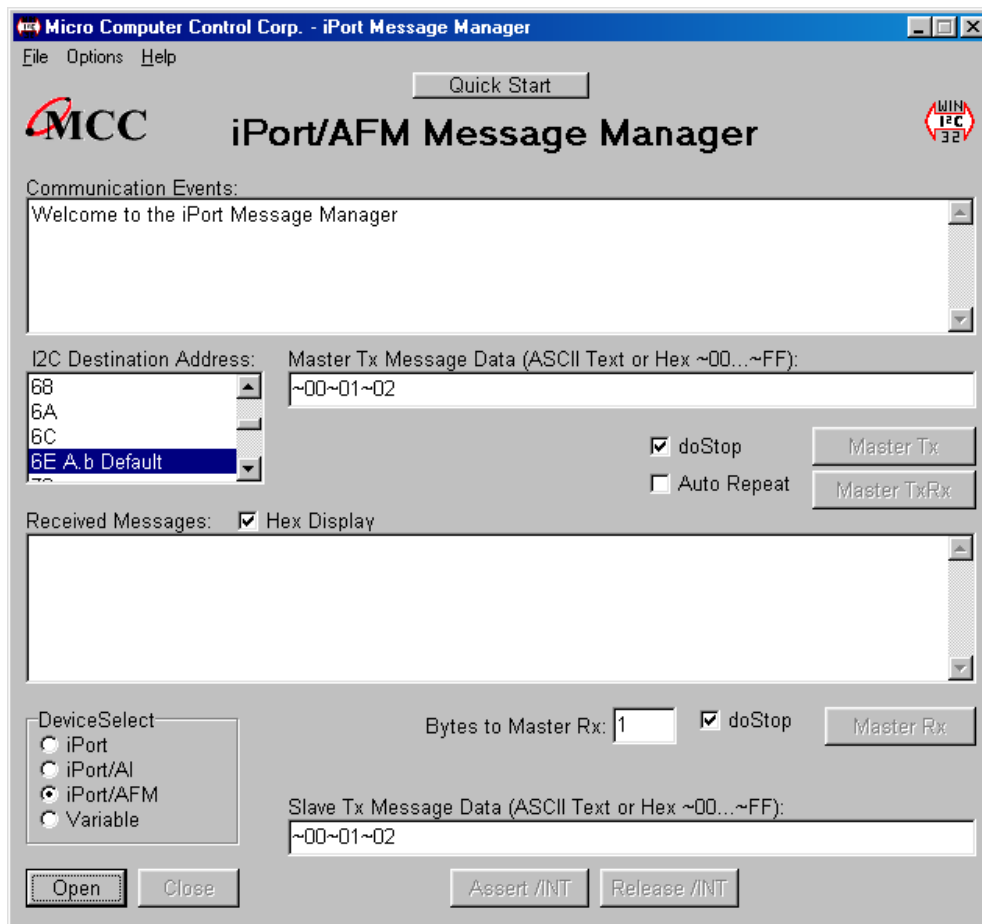 Micro Computer Control Corp. - iPort Message Manager
File Options Help
Quick Start
MCC
iPort/AFM Message Manager
WIN
I²C
32
Communication Events:
Welcome to the iPort Message Manager
I2C Destination Address:
68
6A
6C
6E A.b Default
Master Tx Message Data (ASCII Text or Hex ~00...~FF):
~00~01~02
doStop
Master Tx
Auto Repeat
Master TxRx
Received Messages: Hex Display
DeviceSelect
iPort
iPort/AI
iPort/AFM
Variable
Bytes to Master Rx: 1 doStop Master Rx
Slave Tx Message Data (ASCII Text or Hex ~00...~FF):
~00~01~02
Open Close Assert /INT Release /INT